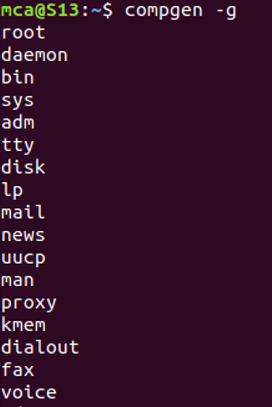 mca@S13:~$ compgen -g
root
daemon
bin
sys
adm
tty
disk
lp
mail
news
uucp
man
proxy
kmem
dialout
fax
voice